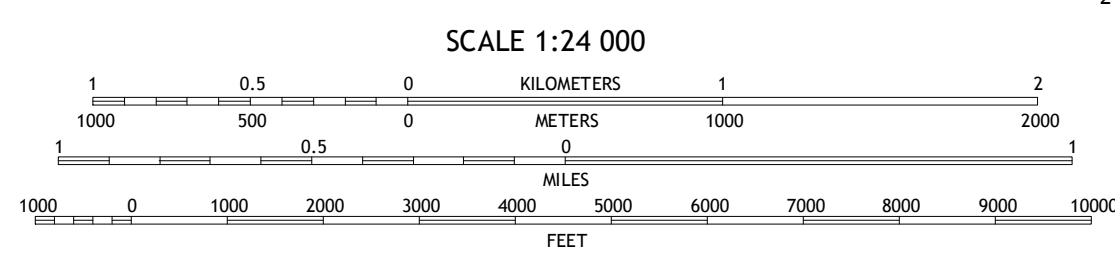 2
SCALE 1:24 000
1 0.5 0 KILOMETERS 1 2
1000 500 0 METERS 1000 2000
1 0.5 0 1
MILES
1000 0 1000 2000 3000 4000 5000 6000 7000 8000 9000 10000
FEET